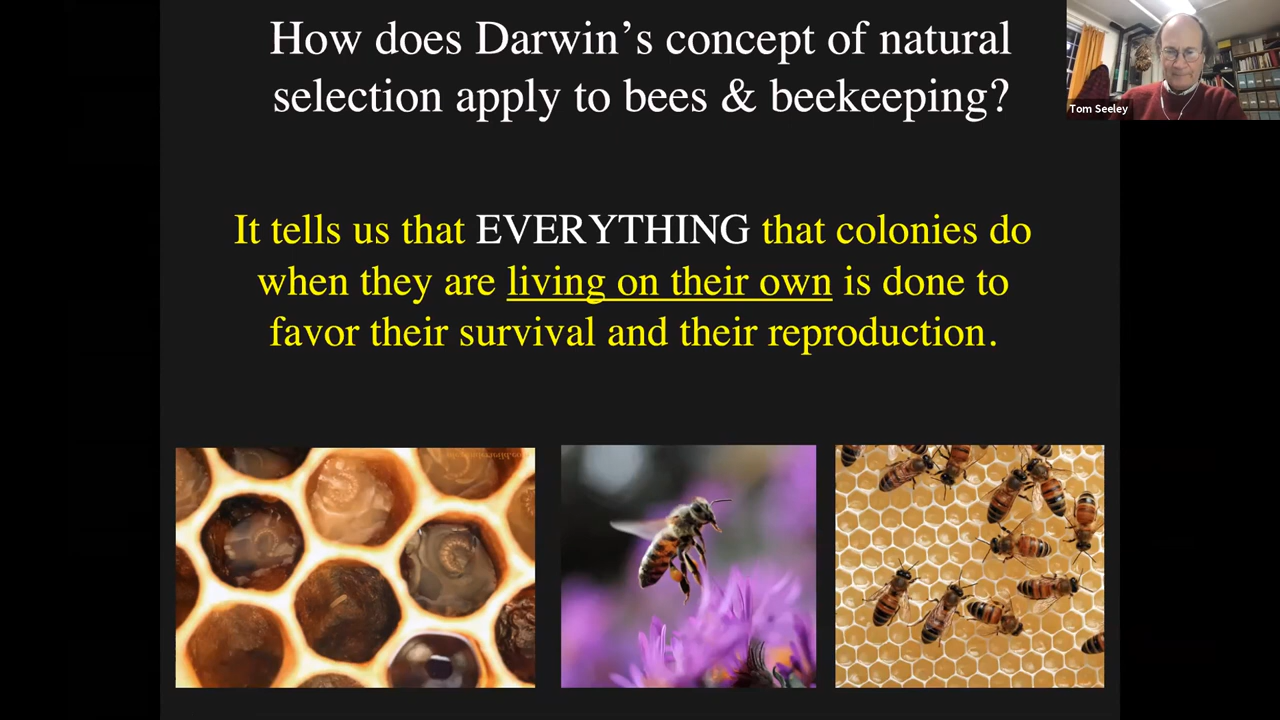 How does Darwin’s concept of natural
selection apply to bees & beekeeping?
Tom Seeley
It tells us that EVERYTHING that colonies do
when they are living on their own is done to
favor their survival and their reproduction.